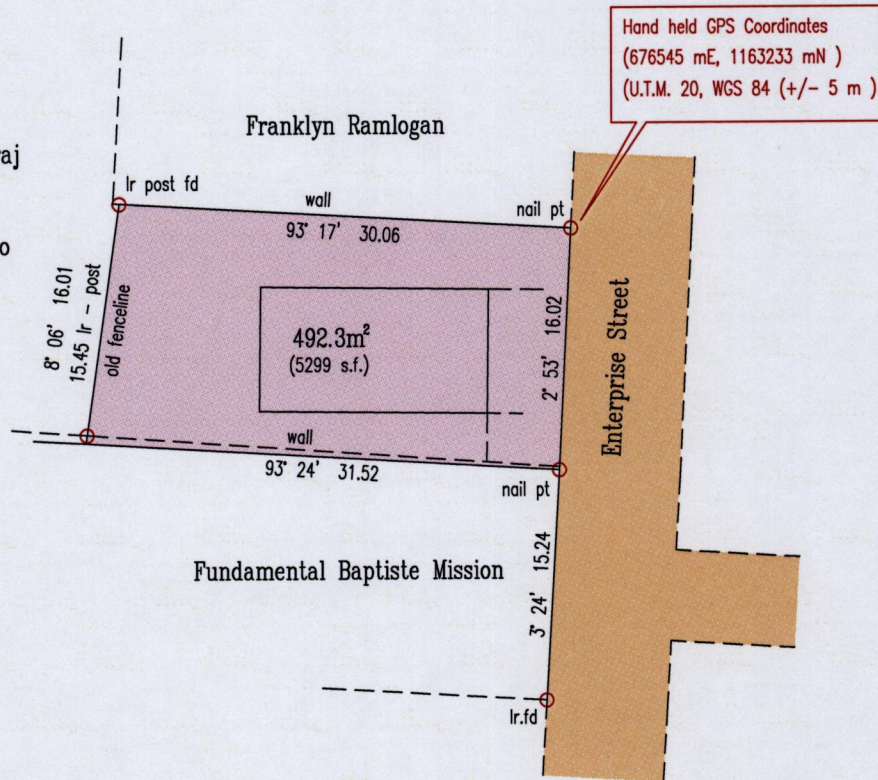 Hand held GPS Coordinates
(676545 mE, 1163233 mN )
(U.T.M. 20, WGS 84 (+/- 5 m )
Franklyn Ramlogan
raj
Ir post fd
wall
nail pt
93° 17' 30.06
o
8° 06' 16.01
15.45 Ir - post
old fenceline
492.3m²
(5299 s.f.)
2° 53' 16.02
Enterprise Street
wall
93° 24' 31.52
nail pt
Fundamental Baptiste Mission
3° 24' 15.24
Ir.fd